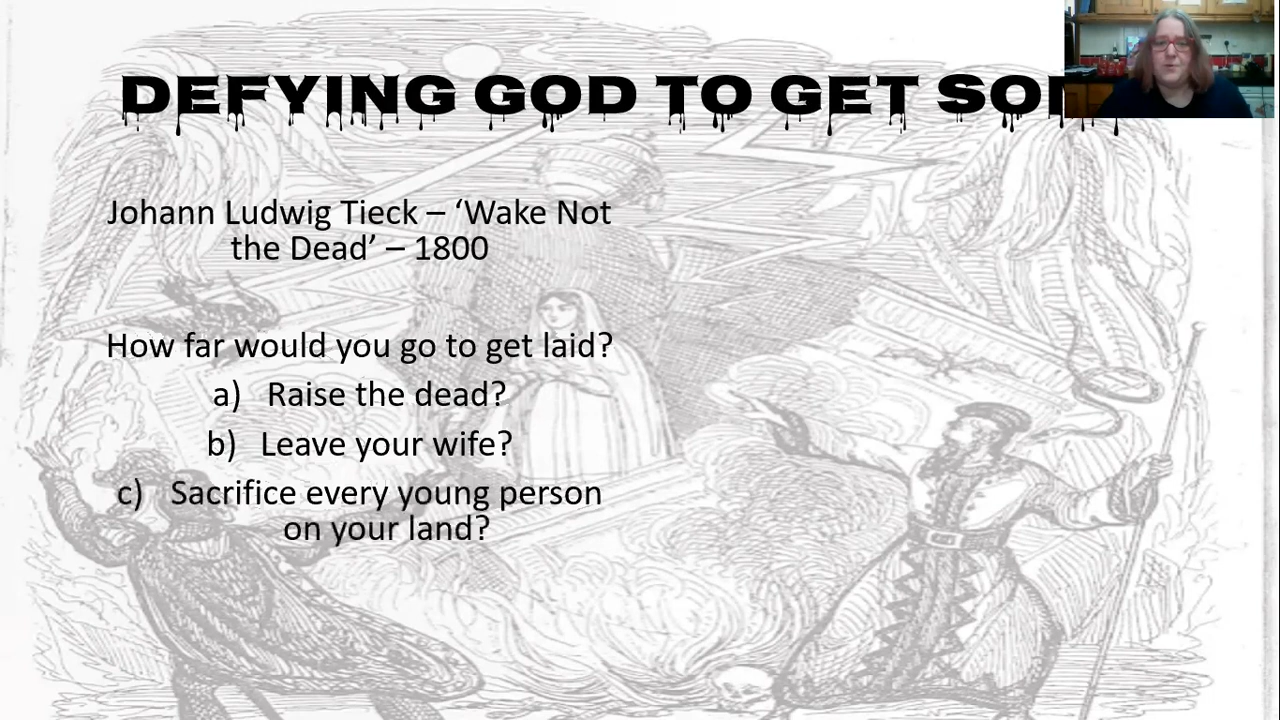 DEFYING GOD TO GET
Johann Ludwig Tieck – ‘Wake Not
the Dead’ – 1800
How far would you go to get laid?
a) Raise the dead?
b) Leave your wife?
c) Sacrifice every young person
on your land?